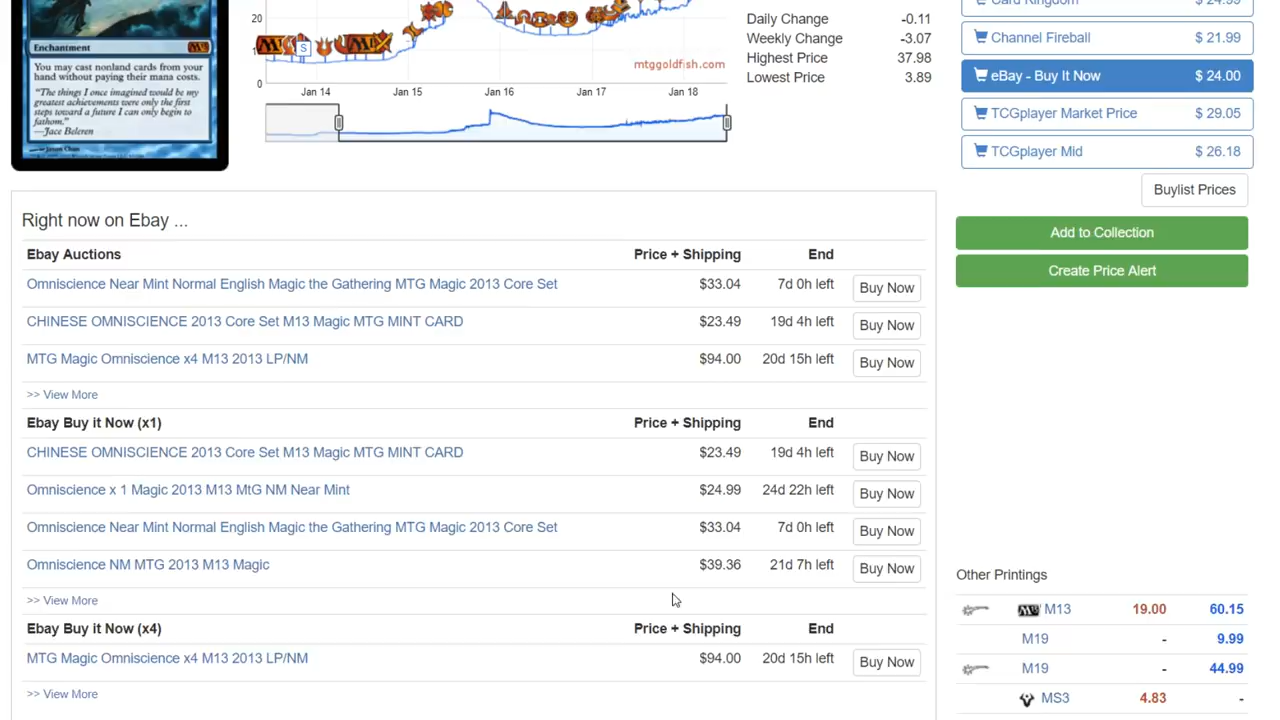 Enchantment
You may cast nonland cards from your
hand without paying their mana costs.
"The things I once imagined would be my
greatest achievements were only the first
steps toward a future I can only begin to
fathom."
—Jace Beleren
Jason Chan
20
10
0
S
mtggoldfish.com
Jan 14 Jan 15 Jan 16 Jan 17 Jan 18
Daily Change -0.11
Weekly Change -3.07
Highest Price 37.98
Lowest Price 3.89
Card Kingdom $ 24.99
Channel Fireball $ 21.99
eBay - Buy It Now $ 24.00
TCGplayer Market Price $ 29.05
TCGplayer Mid $ 26.18
Buylist Prices
Add to Collection
Create Price Alert
Right now on Ebay ...
Ebay Auctions Price + Shipping End
Omniscience Near Mint Normal English Magic the Gathering MTG Magic 2013 Core Set $33.04 7d 0h left Buy Now
CHINESE OMNISCIENCE 2013 Core Set M13 Magic MTG MINT CARD $23.49 19d 4h left Buy Now
MTG Magic Omniscience x4 M13 2013 LP/NM $94.00 20d 15h left Buy Now
>> View More
Ebay Buy it Now (x1) Price + Shipping End
CHINESE OMNISCIENCE 2013 Core Set M13 Magic MTG MINT CARD $23.49 19d 4h left Buy Now
Omniscience x 1 Magic 2013 M13 MtG NM Near Mint $24.99 24d 22h left Buy Now
Omniscience Near Mint Normal English Magic the Gathering MTG Magic 2013 Core Set $33.04 7d 0h left Buy Now
Omniscience NM MTG 2013 M13 Magic $39.36 21d 7h left Buy Now
>> View More
Ebay Buy it Now (x4) Price + Shipping End
MTG Magic Omniscience x4 M13 2013 LP/NM $94.00 20d 15h left Buy Now
>> View More
Other Printings
M13 19.00 60.15
M19 - 9.99
M19 - 44.99
MS3 4.83 -